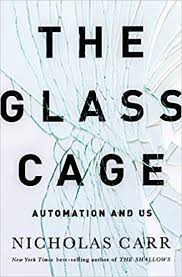 THE
GLASS
CAGE
AUTOMATION AND US
NICHOLAS CARR
New York Times best-selling author of THE SHALLOWS